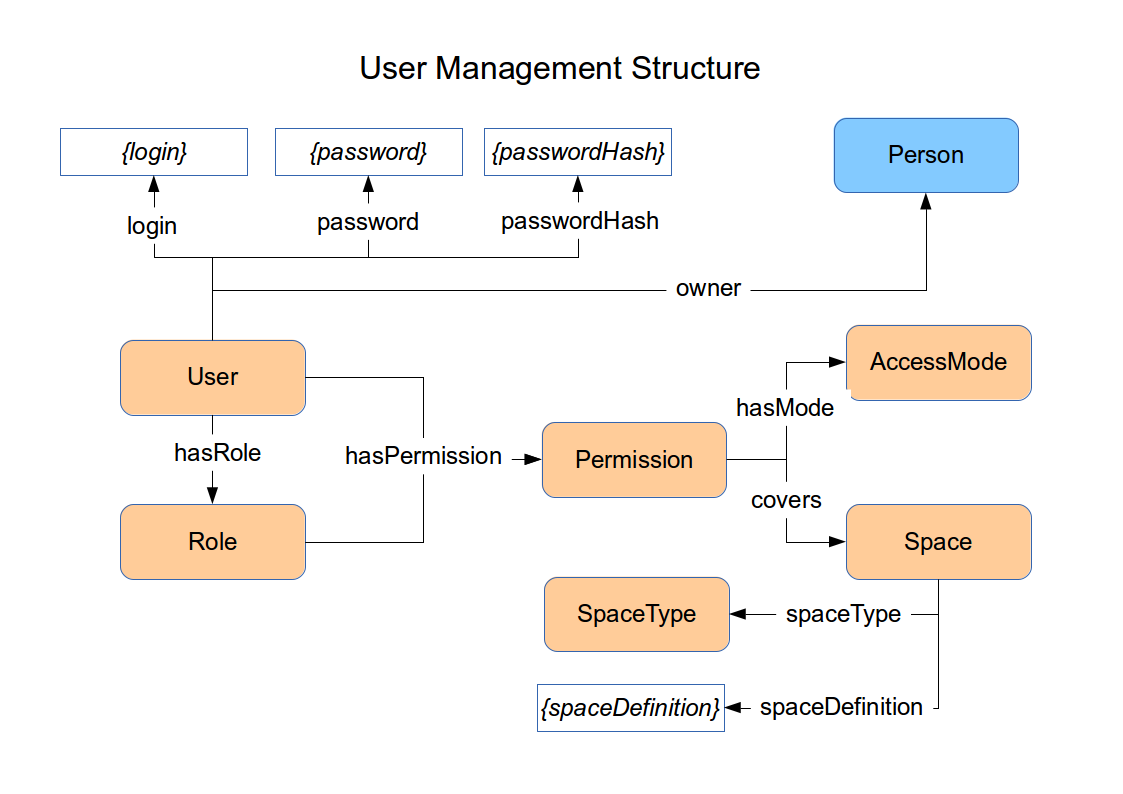 User Management Structure
{login}
{password}
{passwordHash}
Person
login
password
passwordHash
owner
User
AccessMode
hasMode
hasRole
hasPermission
Permission
covers
Role
Space
SpaceType
spaceType
{spaceDefinition}
spaceDefinition